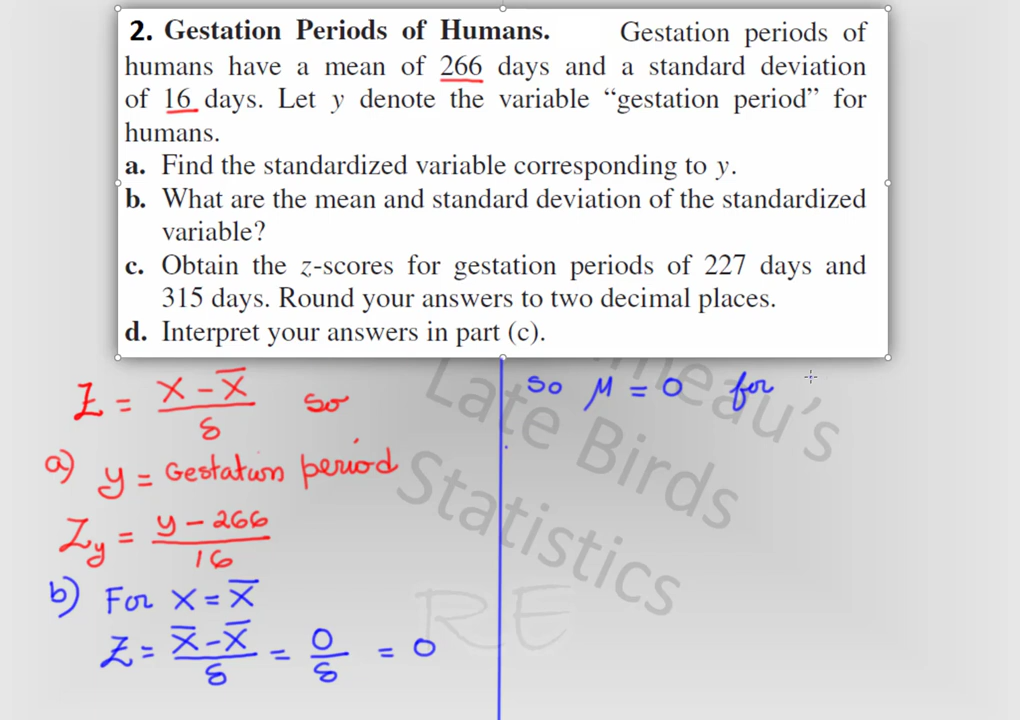 2. Gestation Periods of Humans. Gestation periods of
humans have a mean of 266 days and a standard deviation
of 16 days. Let y denote the variable “gestation period” for
humans.
a. Find the standardized variable corresponding to y.
b. What are the mean and standard deviation of the standardized
variable?
c. Obtain the z-scores for gestation periods of 227 days and
315 days. Round your answers to two decimal places.
d. Interpret your answers in part (c).
Z = (x - x̄)/s so
a) y = Gestation period
Z_y = (y - 266)/16
b) For x = x̄
Z = (x̄ - x̄)/s = 0/s = 0
so μ = 0 for
Late Birds
Statistics
RE